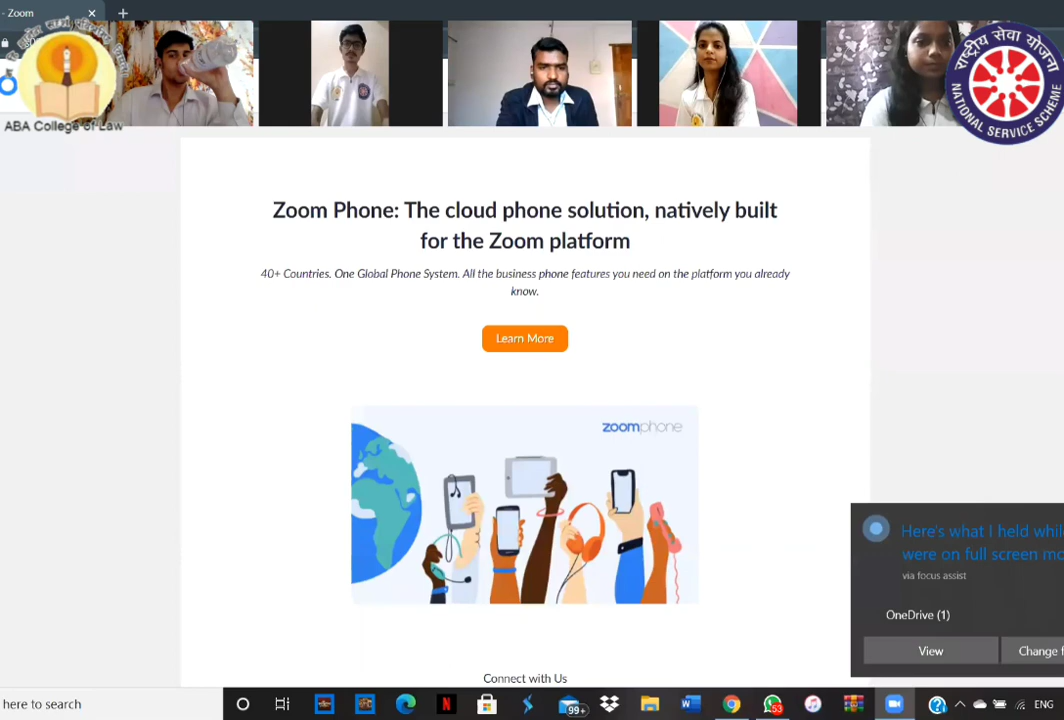 - Zoom
ABA College of Law
राष्ट्रीय सेवा योजना
NATIONAL SERVICE SCHEME
Zoom Phone: The cloud phone solution, natively built
for the Zoom platform
40+ Countries. One Global Phone System. All the business phone features you need on the platform you already
know.
Learn More
zoomphone
Here's what I held whil
were on full screen mo
via focus assist
OneDrive (1)
View
Change f
Connect with Us
here to search
99+
53
ENG